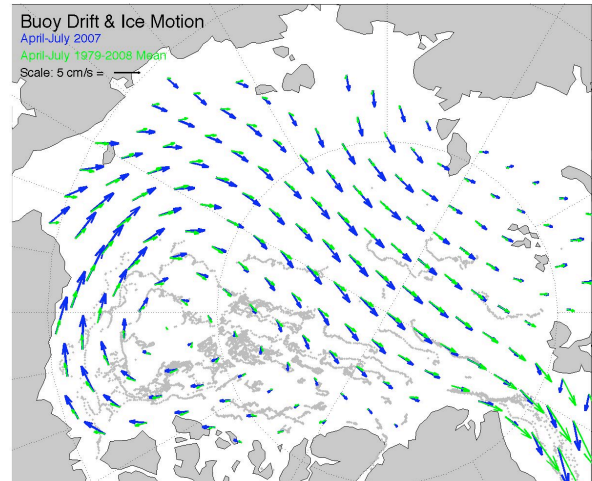 Buoy Drift & Ice Motion
April-July 2007
April-July 1979-2008 Mean
Scale: 5 cm/s =